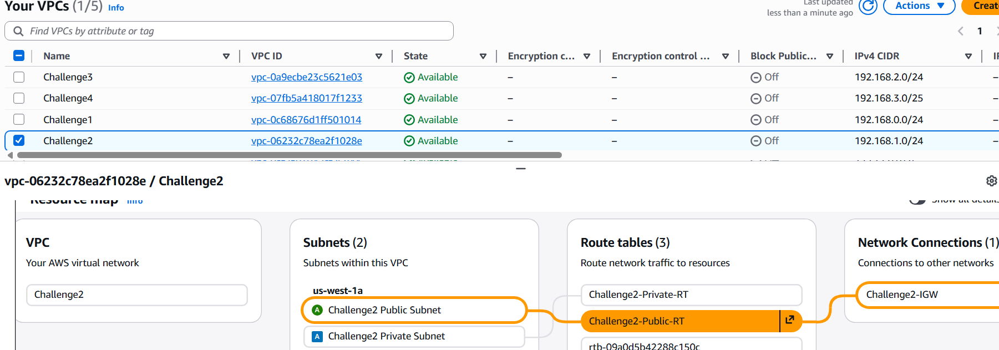 Your VPCs (1/5) Info
Last updated
less than a minute ago
Actions
Creat
Find VPCs by attribute or tag
1
Name VPC ID State Encryption c... Encryption control ... Block Public... IPv4 CIDR
Challenge3 vpc-0a9ecbe23c5621e03 Available – – Off 192.168.2.0/24 –
Challenge4 vpc-07fb5a418017f1233 Available – – Off 192.168.3.0/25 –
Challenge1 vpc-0c68676d1ff501014 Available – – Off 192.168.0.0/24 –
Challenge2 vpc-06232c78ea2f1028e Available – – Off 192.168.1.0/24 –
vpc-06232c78ea2f1028e / Challenge2
Resource map Info
Show all details
VPC
Your AWS virtual network
Challenge2
Subnets (2)
Subnets within this VPC
us-west-1a
A Challenge2 Public Subnet
A Challenge2 Private Subnet
Route tables (3)
Route network traffic to resources
Challenge2-Private-RT
Challenge2-Public-RT
rtb-09a0d5b42288c150c
Network Connections (1)
Connections to other networks
Challenge2-IGW